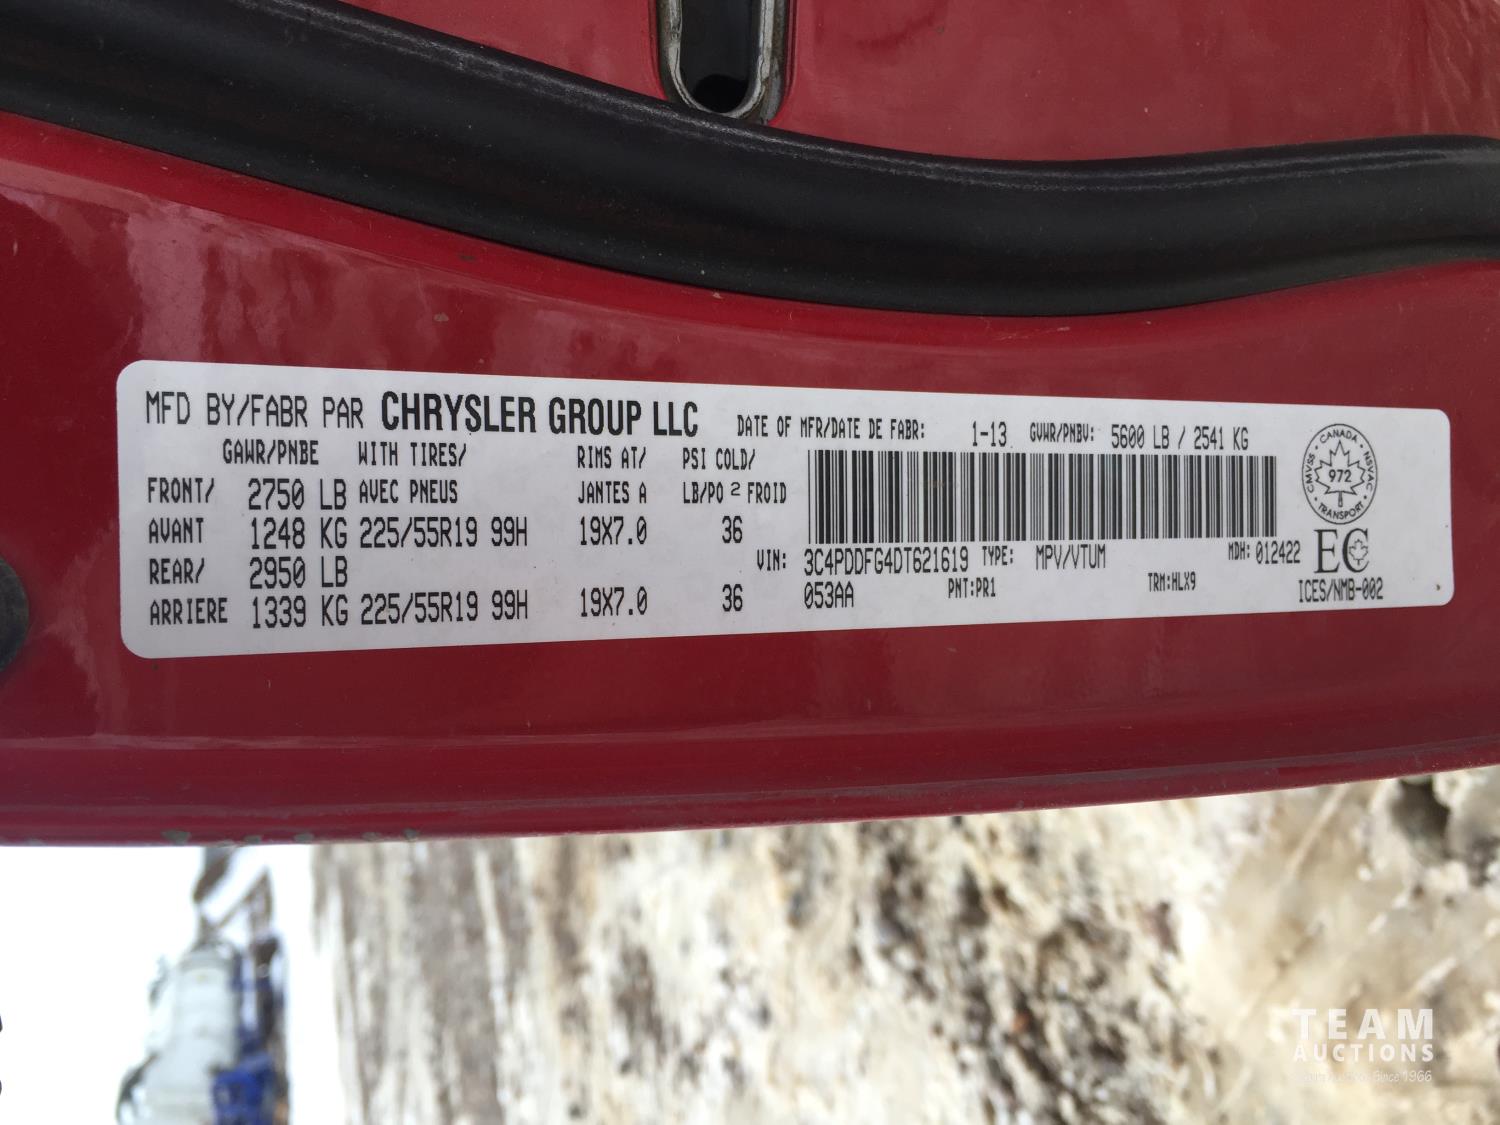 MFD BY/FABR PAR CHRYSLER GROUP LLC DATE OF MFR/DATE DE FABR: 1-13 GVWR/PNBV: 5600 LB / 2541 KG
GAWR/PNBE WITH TIRES/ RIMS AT/ PSI COLD/
FRONT/ 2750 LB AVEC PNEUS JANTES A LB/PO 2 FROID
AVANT 1248 KG 225/55R19 99H 19X7.0 36
REAR/ 2950 LB
ARRIERE 1339 KG 225/55R19 99H 19X7.0 36
VIN: 3C4PDDFG4DT621619 TYPE: MPV/VTUM MDH: 012422
053AA PNT:PR1 TRM:HLX9
CANADA
CMVSS 972 NSVAC
TRANSPORT
EC
ICES/NMB-002
TEAM
AUCTIONS
Since 1966